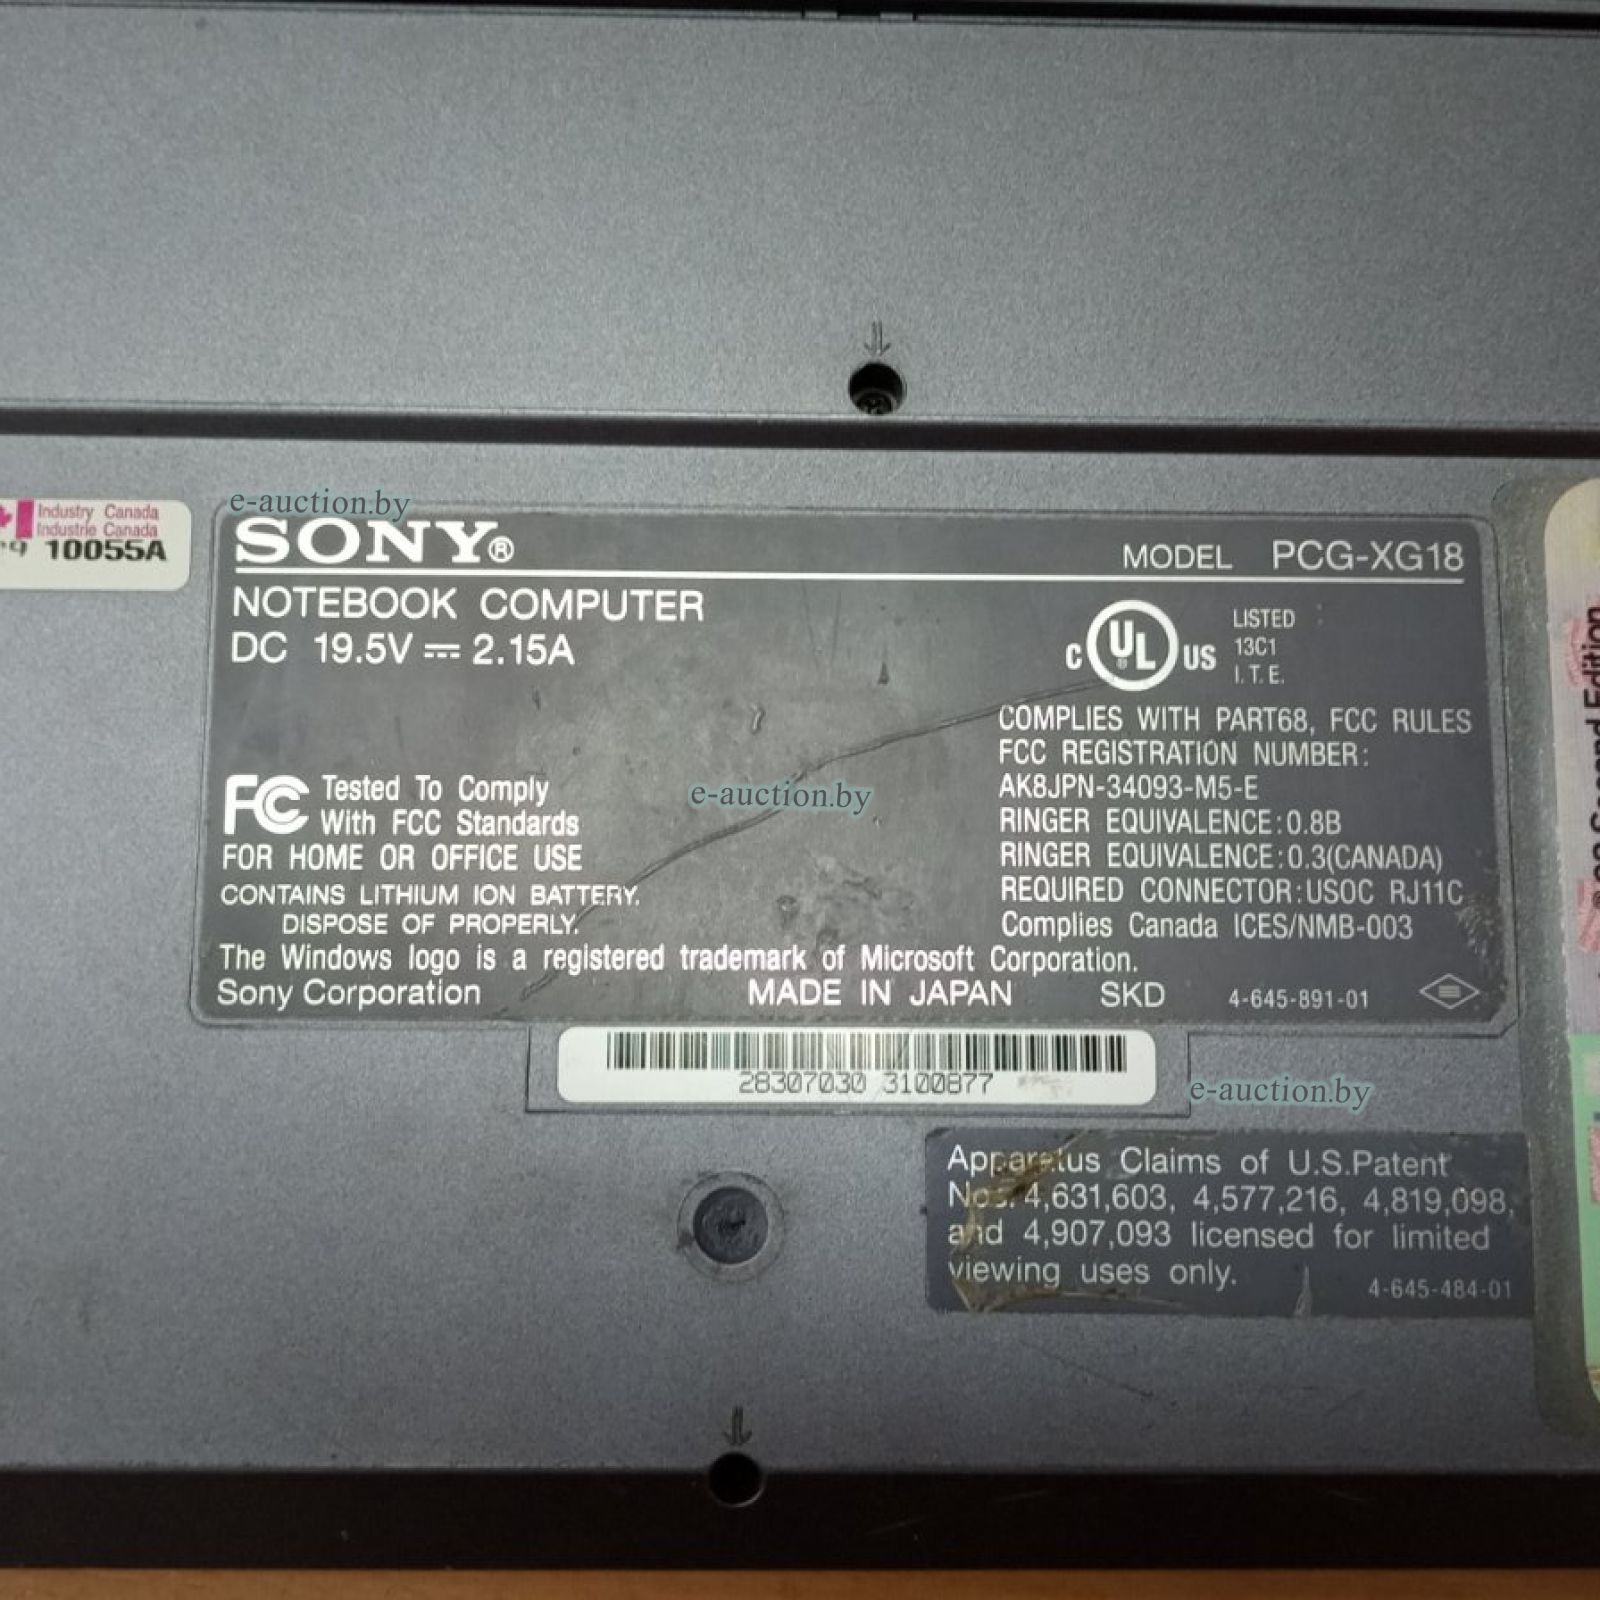 Industry Canada
Industrie Canada
10055A
e-auction.by
SONY®
MODEL PCG-XG18
NOTEBOOK COMPUTER
DC 19.5V 2.15A
C UL® US
LISTED
13C1
I.T.E.
COMPLIES WITH PART68, FCC RULES
FCC REGISTRATION NUMBER:
AK8JPN-34093-M5-E
RINGER EQUIVALENCE:0.8B
RINGER EQUIVALENCE:0.3(CANADA)
REQUIRED CONNECTOR:USOC RJ11C
Complies Canada ICES/NMB-003
FC Tested To Comply
With FCC Standards
FOR HOME OR OFFICE USE
e-auction.by
CONTAINS LITHIUM ION BATTERY.
DISPOSE OF PROPERLY.
The Windows logo is a registered trademark of Microsoft Corporation.
Sony Corporation MADE IN JAPAN SKD 4-645-891-01
28307030 3100877
e-auction.by
Apparatus Claims of U.S.Patent
Nos. 4,631,603, 4,577,216, 4,819,098,
and 4,907,093 licensed for limited
viewing uses only.
4-645-484-01
Second Edition